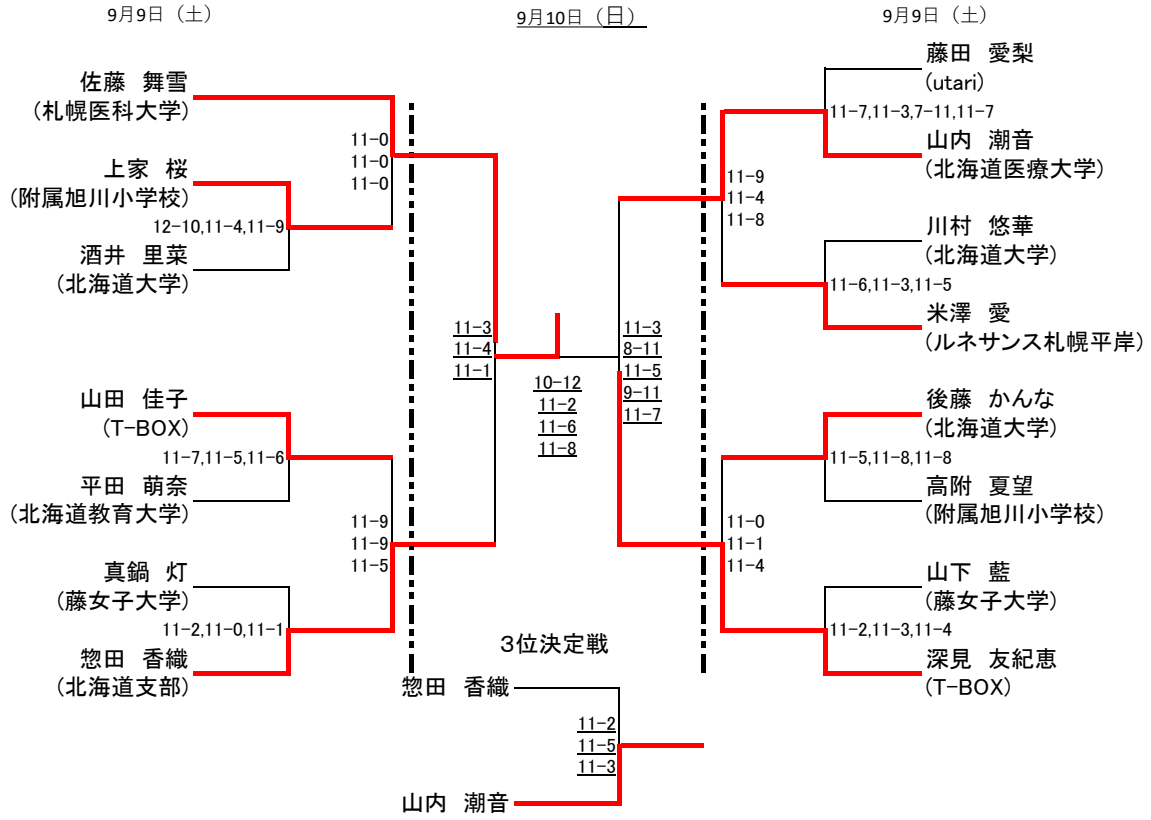 9月9日（土）
9月10日（日）
9月9日（土）
佐藤　舞雪
(札幌医科大学)
11-0
11-0
11-0
上家　桜
(附属旭川小学校)
12-10,11-4,11-9
酒井　里菜
(北海道大学)
山田　佳子
(T-BOX)
11-7,11-5,11-6
平田　萌奈
(北海道教育大学)
11-9
11-9
11-5
真鍋　灯
(藤女子大学)
11-2,11-0,11-1
惣田　香織
(北海道支部)
11-3
11-4
11-1
10-12
11-2
11-6
11-8
11-3
8-11
11-5
9-11
11-7
藤田　愛梨
(utari)
11-7,11-3,7-11,11-7
山内　潮音
(北海道医療大学)
11-9
11-4
11-8
川村　悠華
(北海道大学)
11-6,11-3,11-5
米澤　愛
(ルネサンス札幌平岸)
後藤　かんな
(北海道大学)
11-5,11-8,11-8
高附　夏望
(附属旭川小学校)
11-0
11-1
11-4
山下　藍
(藤女子大学)
11-2,11-3,11-4
深見　友紀恵
(T-BOX)
3位決定戦
惣田　香織
11-2
11-5
11-3
山内　潮音